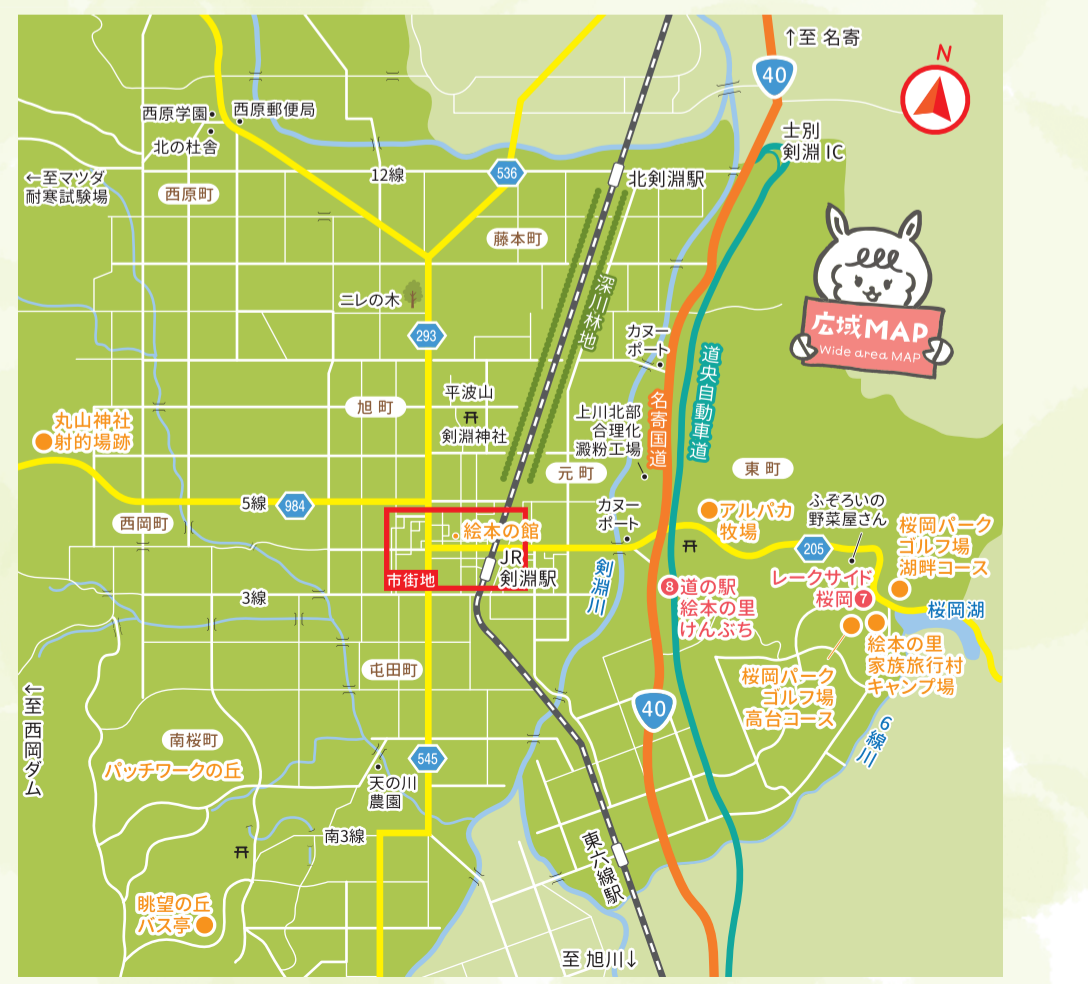 ↑至 名寄
N
40
西原学園
西原郵便局
北の杜舎
士別
剣淵 IC
←至マツダ
耐寒試験場
12線
536
北剣淵駅
西原町
藤本町
ニレの木
深川林地
293
カヌー
ポート
道央自動車道
広域MAP
Wide area MAP
平波山
剣淵神社
旭 町
上川北部
合理化
澱粉工場
名寄国道
丸山神社
射的場跡
元 町
東 町
5線
984
西岡町
カヌー
ポート
アルパカ
牧場
ふぞろいの
野菜屋さん
桜岡パーク
ゴルフ場
湖畔コース
絵本の館
205
JR
剣淵駅
市街地
剣淵川
8
道の駅
絵本の里
けんぶち
レークサイド
桜岡7
3線
桜岡湖
絵本の里
家族旅行村
キャンプ場
屯田町
桜岡パーク
ゴルフ場
高台コース
←至 西岡ダム
40
6線川
南桜町
パッチワークの丘
545
天の川
農園
南3線
東六線駅
眺望の丘
バス亭
至 旭川↓